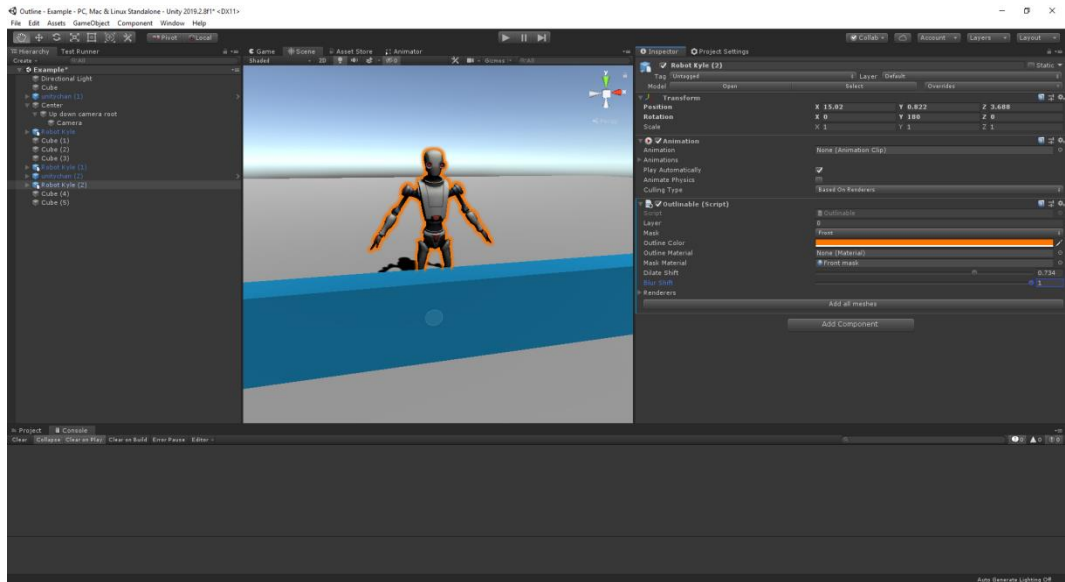 Outline - Example - PC, Mac & Linux Standalone - Unity 2019.2.8f1* <DX11>
File Edit Assets GameObject Component Window Help
Pivot Local
Collab Account Layers Layout
Hierarchy Test Runner
Create All
Example*
Directional Light
Cube
unitychan (1)
Center
Up down camera root
Camera
Robot Kyle
Cube (1)
Cube (2)
Cube (3)
Robot Kyle (1)
unitychan (2)
Robot Kyle (2)
Cube (4)
Cube (5)
Game Scene Asset Store Animator
Shaded 2D Gizmos All
y
Persp
Inspector Project Settings
Robot Kyle (2) Static
Tag Untagged Layer Default
Model Open Select Overrides
Transform
Position X 15.02 Y 0.822 Z 3.688
Rotation X 0 Y 180 Z 0
Scale X 1 Y 1 Z 1
Animation
Animation None (Animation Clip)
Animations
Play Automatically
Animate Physics
Culling Type Based On Renderers
Outlinable (Script)
Script Outlinable
Layer 0
Mask Front
Outline Color
Outline Material None (Material)
Mask Material Front mask
Dilate Shift 0.734
Blur Shift 1
Renderers
Add all meshes
Add Component
Project Console
Clear Collapse Clear on Play Clear on Build Error Pause Editor
0 0 0
Auto Generate Lighting Off